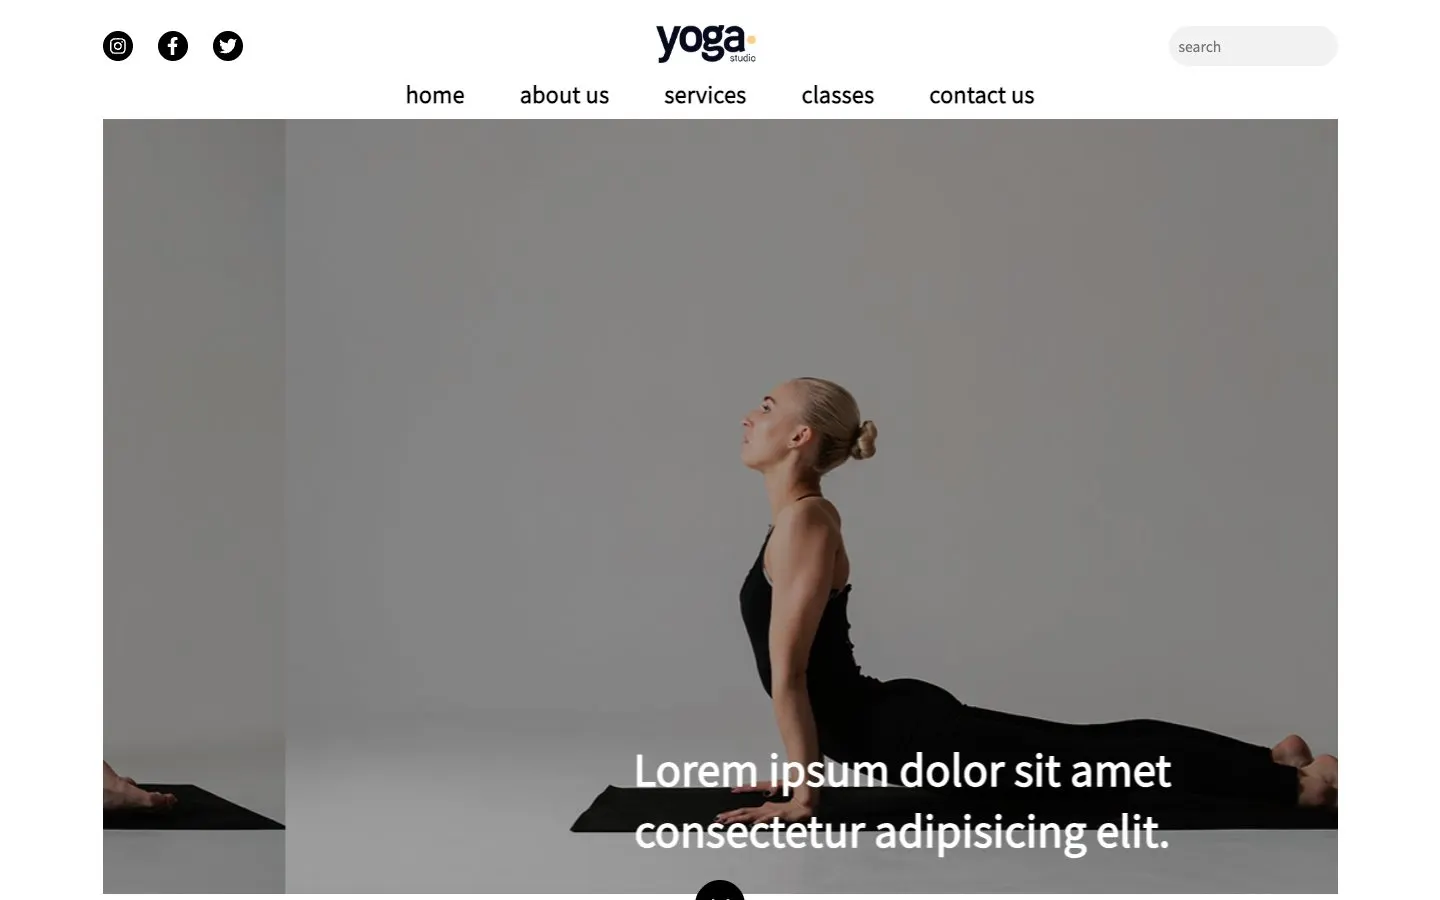 yoga
studio
search
home
about us
services
classes
contact us
Lorem ipsum dolor sit amet
consectetur adipisicing elit.